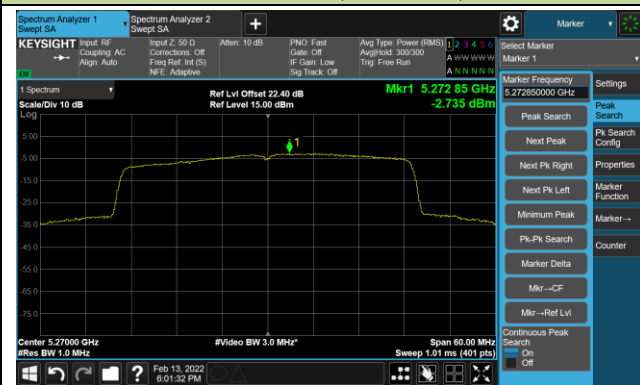 Spectrum Analyzer 1
Swept SA
Spectrum Analyzer 2
Swept SA
+
Marker
KEYSIGHT
Input: RF
Coupling: AC
Align: Auto
Input Z: 50 Ω
Corrections: Off
Freq Ref: Int (S)
NFE: Adaptive
Atten: 10 dB
PNO: Fast
Gate: Off
IF Gain: Low
Sig Track: Off
Avg Type: Power (RMS)
Avg|Hold: 300/300
Trig: Free Run
1 2 3 4 5 6
A W W W W W
A N N N N N
Select Marker
Marker 1
LW
1 Spectrum
Scale/Div 10 dB
Log
Ref Lvl Offset 22.40 dB
Ref Level 15.00 dBm
Mkr1 5.272 85 GHz
-2.735 dBm
5.00
-5.00
-15.0
-25.0
-35.0
-45.0
-55.0
-65.0
-75.0
1
Center 5.27000 GHz
#Res BW 1.0 MHz
#Video BW 3.0 MHz*
Span 60.00 MHz
Sweep 1.01 ms (401 pts)
Marker Frequency
5.272850000 GHz
Peak Search
Next Peak
Next Pk Right
Next Pk Left
Minimum Peak
Pk-Pk Search
Marker Delta
Mkr→CF
Mkr→Ref Lvl
Continuous Peak
Search
On
Off
Settings
Peak
Search
Pk Search
Config
Properties
Marker
Function
Marker→
Counter
?
Feb 13, 2022
6:01:32 PM